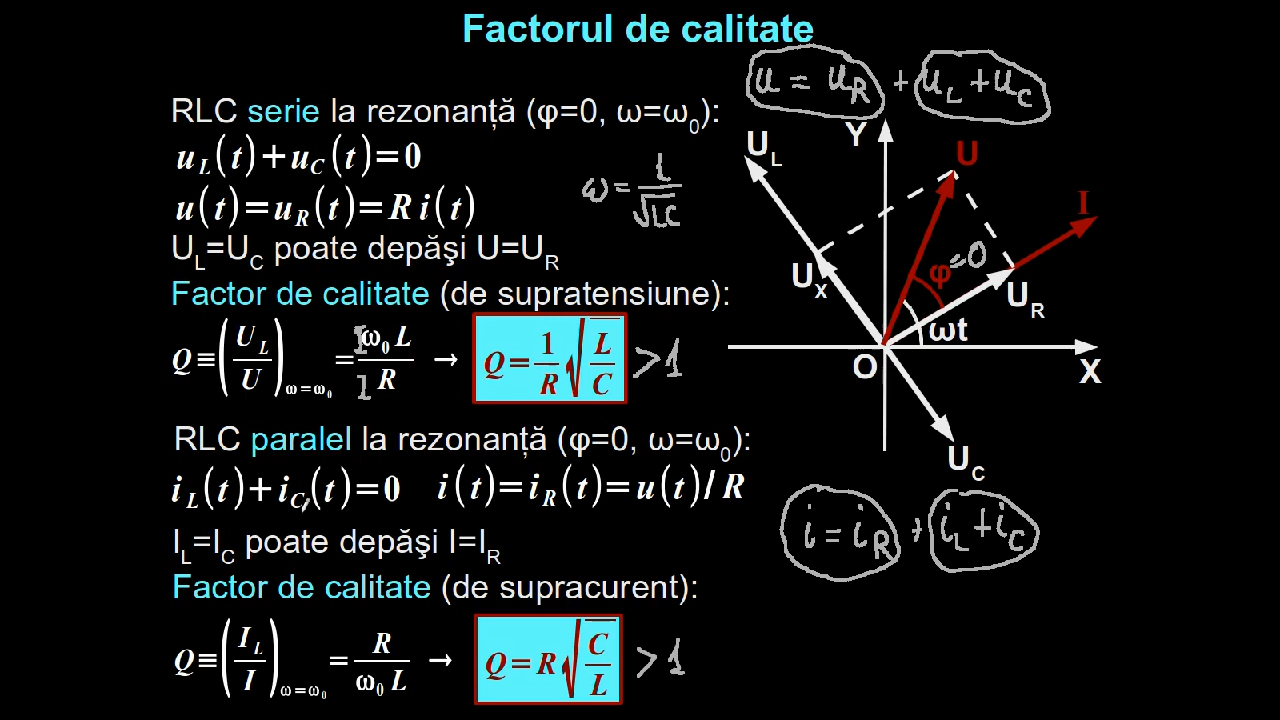 Factorul de calitate
u = uR + uL + uC
RLC serie la rezonanță (φ=0, ω=ω0):
uL(t)+uC(t)=0
ω = 1/√LC
u(t)=uR(t)=R i(t)
UL=UC poate depăşi U=UR
Factor de calitate (de supratensiune):
Q≡(UL/U)ω=ω0 = I ω0 L / I R → Q=1/R √L/C >1
Y
UL
U
I
UX
φ=0
UR
ωt
O
X
UC
RLC paralel la rezonanță (φ=0, ω=ω0):
iL(t)+iC(t)=0 i(t)=iR(t)=u(t)/R
i = iR + iL + iC
IL=IC poate depăşi I=IR
Factor de calitate (de supracurent):
Q≡(IL/I)ω=ω0 = R/ω0 L → Q=R√C/L >1